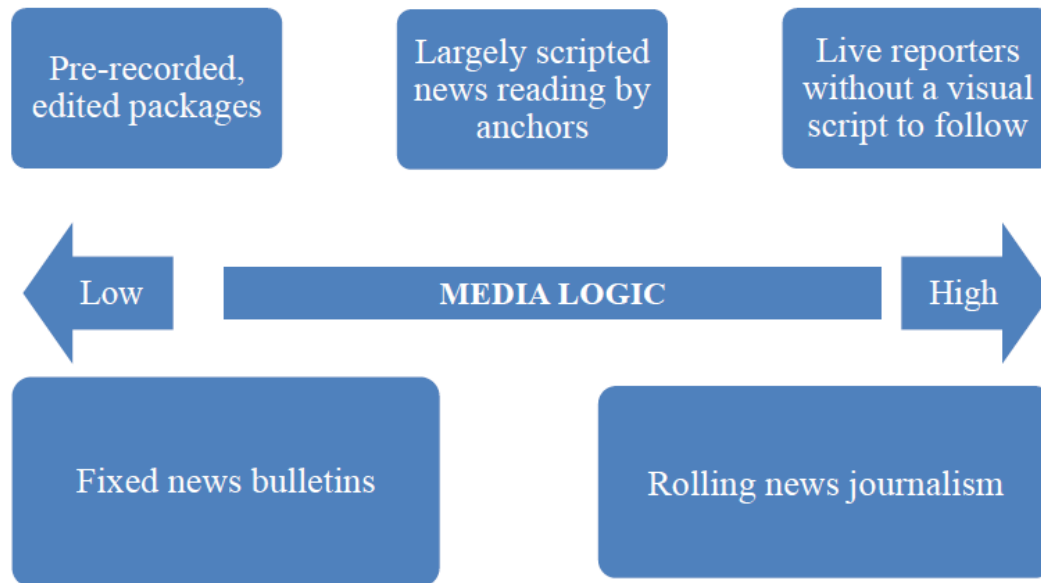 Pre-recorded,
edited packages
Largely scripted
news reading by
anchors
Live reporters
without a visual
script to follow
Low
MEDIA LOGIC
High
Fixed news bulletins
Rolling news journalism